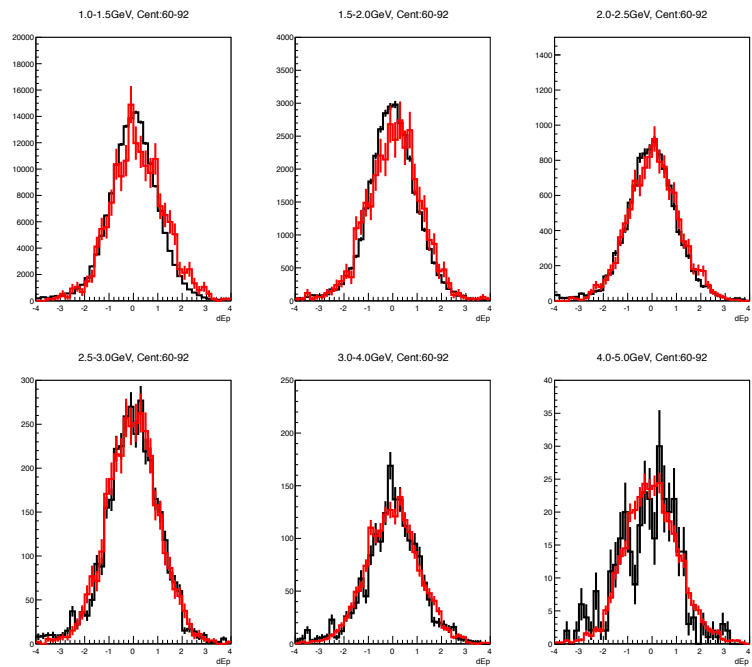 1.0-1.5GeV, Cent:60-92
20000
18000
16000
14000
12000
10000
8000
6000
4000
2000
0
-4 -3 -2 -1 0 1 2 3 4
dEp
1.5-2.0GeV, Cent:60-92
4000
3500
3000
2500
2000
1500
1000
500
0
-4 -3 -2 -1 0 1 2 3 4
dEp
2.0-2.5GeV, Cent:60-92
1400
1200
1000
800
600
400
200
0
-4 -3 -2 -1 0 1 2 3 4
dEp
2.5-3.0GeV, Cent:60-92
300
250
200
150
100
50
0
-4 -3 -2 -1 0 1 2 3 4
dEp
3.0-4.0GeV, Cent:60-92
250
200
150
100
50
0
-4 -3 -2 -1 0 1 2 3 4
dEp
4.0-5.0GeV, Cent:60-92
40
35
30
25
20
15
10
5
0
-4 -3 -2 -1 0 1 2 3 4
dEp